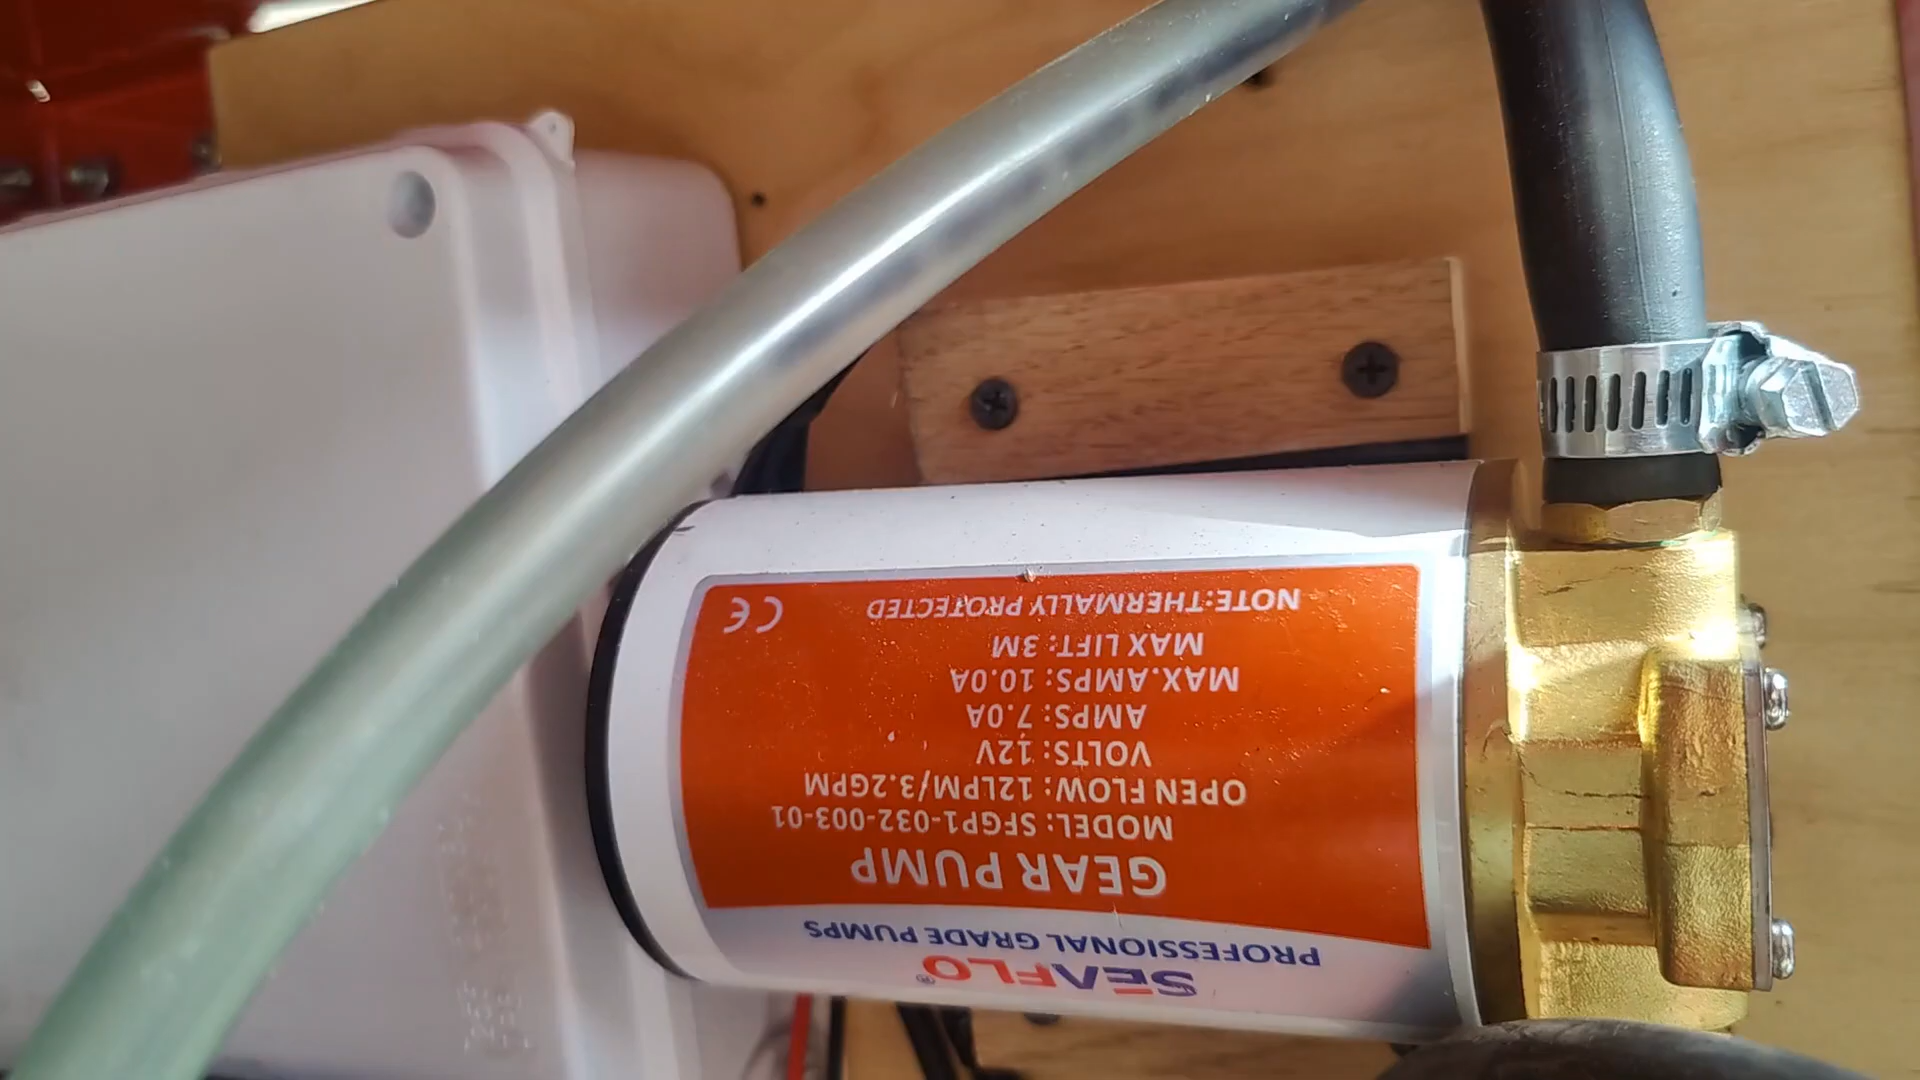 SEAFLO®
PROFESSIONAL GRADE PUMPS
GEAR PUMP
MODEL: SFGP1-032-003-01
OPEN FLOW: 12LPM/3.2GPM
VOLTS: 12V
AMPS: 7.0A
MAX.AMPS: 10.0A
MAX LIFT: 3M
NOTE:THERMALLY PROTECTED
CE